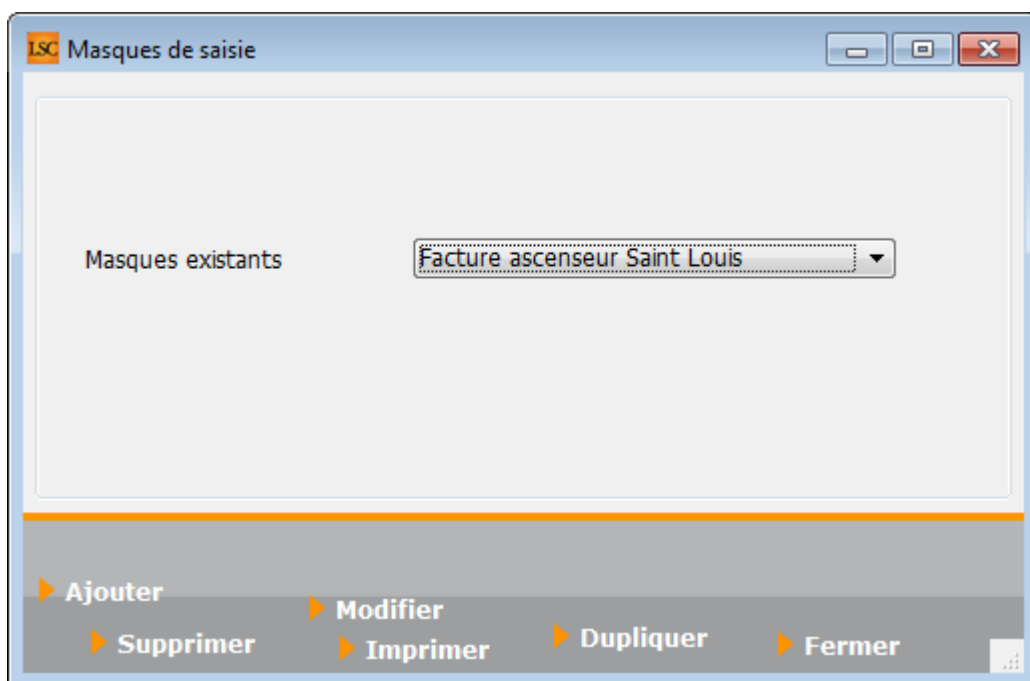 LSC Masques de saisie
Masques existants
Facture ascenseur Saint Louis
Ajouter
Modifier
Supprimer
Imprimer
Dupliquer
Fermer